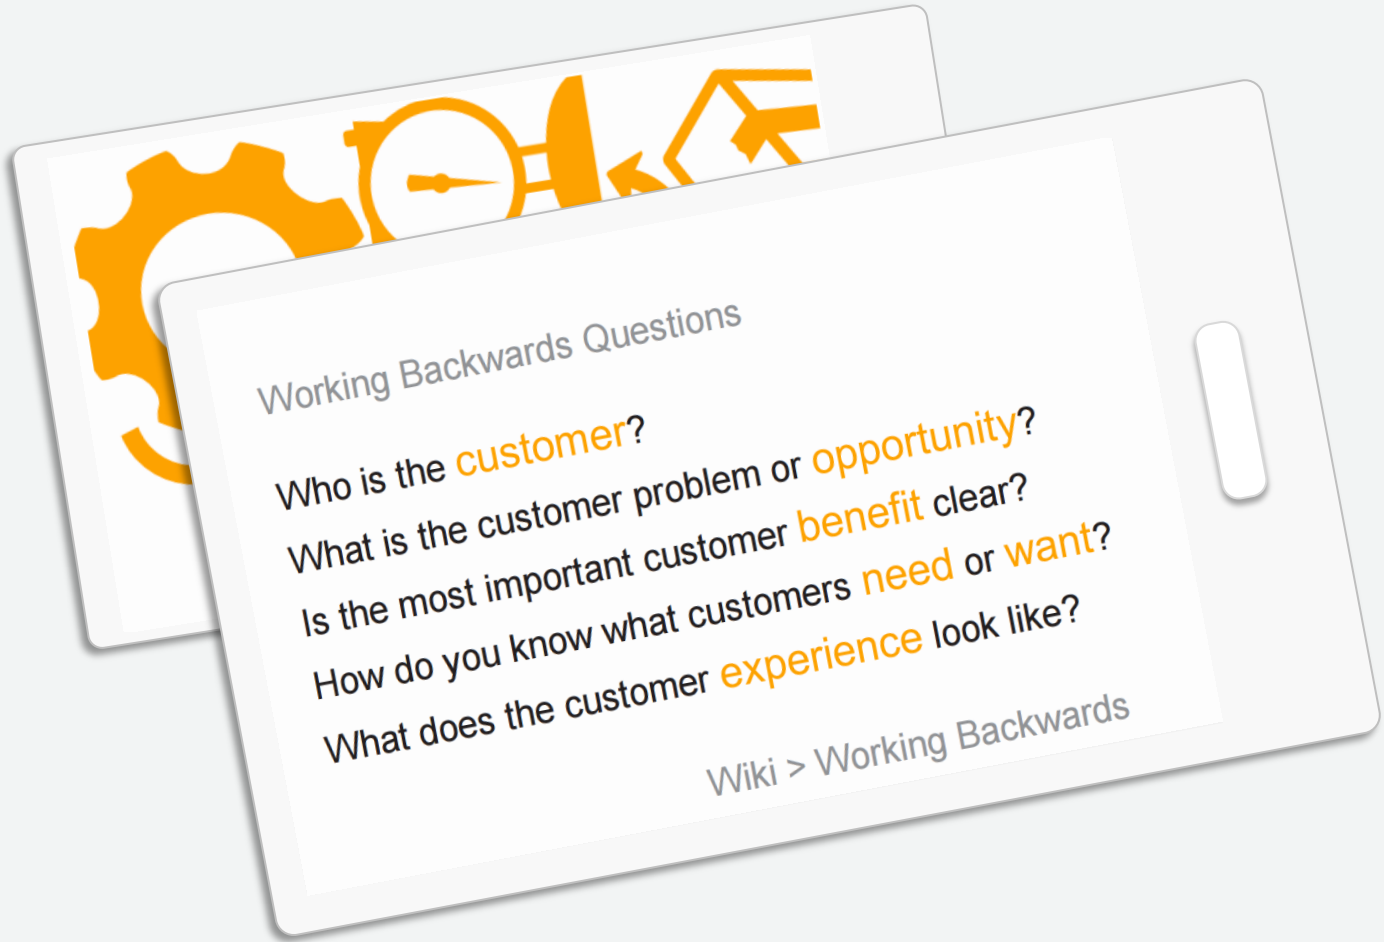 Working Backwards Questions
Who is the customer?
What is the customer problem or opportunity?
Is the most important customer benefit clear?
How do you know what customers need or want?
What does the customer experience look like?
Wiki > Working Backwards